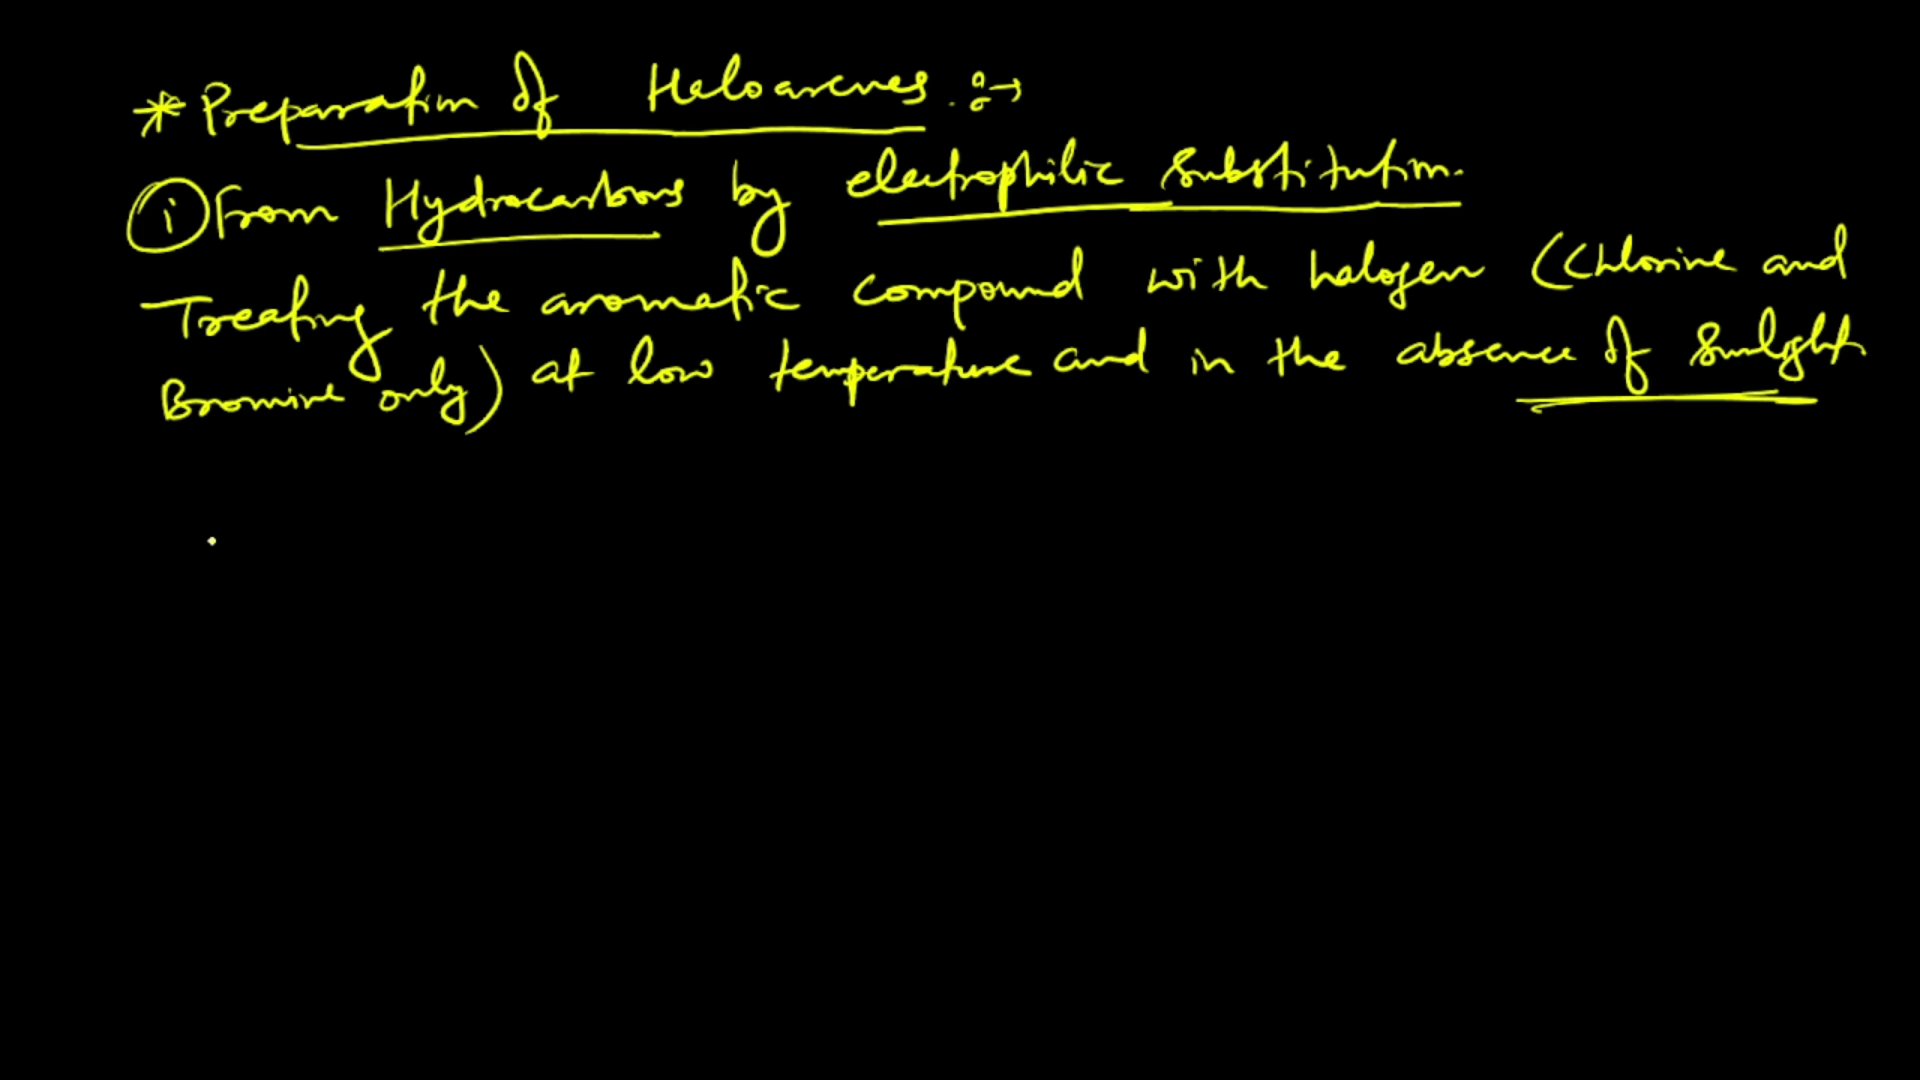 * Preparation of Haloarenes :→
(i) From Hydrocarbons by electrophilic substitution.
Treating the aromatic compound with halogen (Chlorine and
Bromine only) at low temperature and in the absence of Sunlight